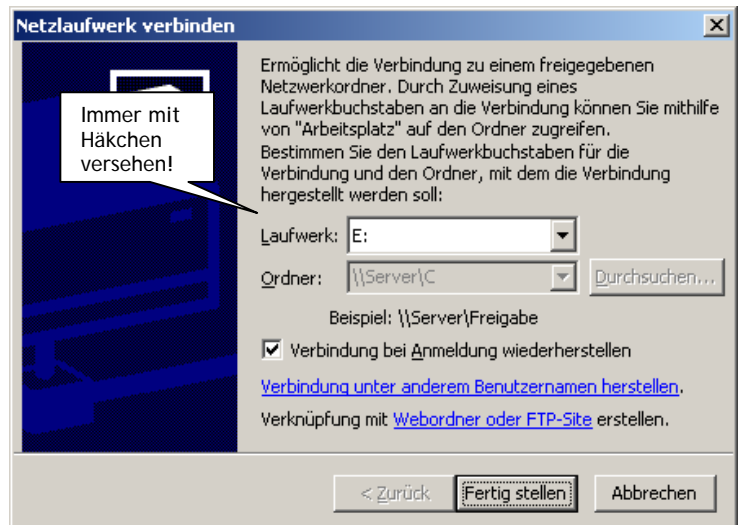 Netzlaufwerk verbinden
Ermöglicht die Verbindung zu einem freigegebenen
Netzwerkordner. Durch Zuweisung eines
Laufwerkbuchstaben an die Verbindung können Sie mithilfe
von "Arbeitsplatz" auf den Ordner zugreifen.
Bestimmen Sie den Laufwerkbuchstaben für die
Verbindung und den Ordner, mit dem die Verbindung
hergestellt werden soll:
Immer mit
Häkchen
versehen!
Laufwerk: E:
Ordner: \\Server\C Durchsuchen...
Beispiel: \\Server\Freigabe
Verbindung bei Anmeldung wiederherstellen
Verbindung unter anderem Benutzernamen herstellen.
Verknüpfung mit Webordner oder FTP-Site erstellen.
< Zurück Fertig stellen Abbrechen